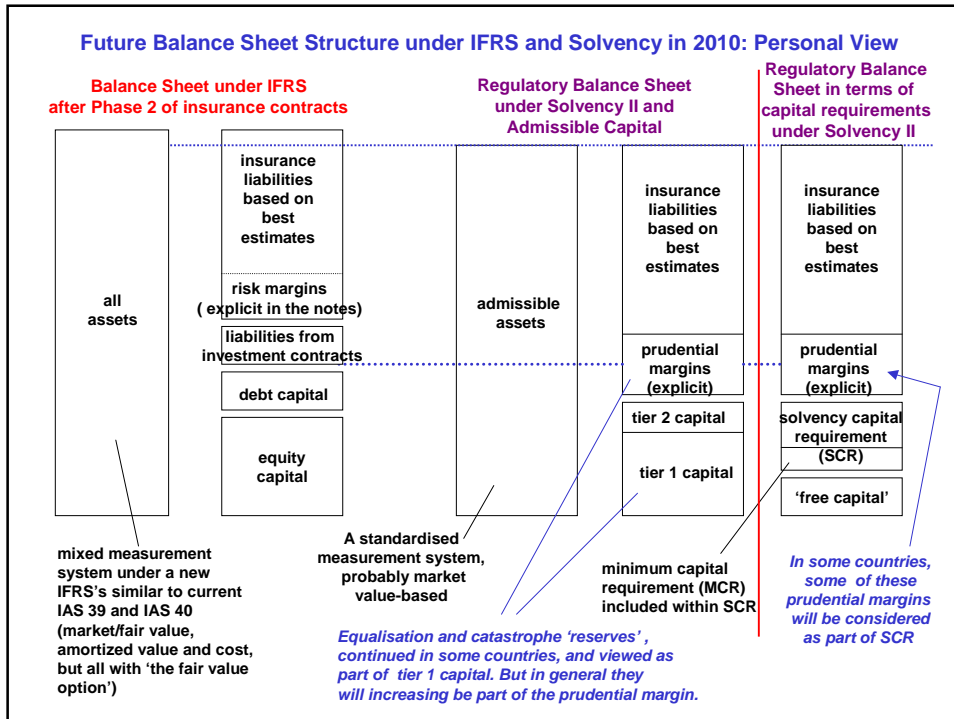 Future Balance Sheet Structure under IFRS and Solvency in 2010: Personal View
Balance Sheet under IFRS
after Phase 2 of insurance contracts
Regulatory Balance Sheet
under Solvency II and
Admissible Capital
Regulatory Balance
Sheet in terms of
capital requirements
under Solvency II
all
assets
insurance
liabilities
based on
best
estimates
risk margins
( explicit in the notes)
liabilities from
investment contracts
debt capital
equity
capital
admissible
assets
insurance
liabilities
based on
best
estimates
prudential
margins
(explicit)
tier 2 capital
tier 1 capital
insurance
liabilities
based on
best
estimates
prudential
margins
(explicit)
solvency capital
requirement
(SCR)
‘free capital’
mixed measurement
system under a new
IFRS’s similar to current
IAS 39 and IAS 40
(market/fair value,
amortized value and cost,
but all with ‘the fair value
option’)
A standardised
measurement system,
probably market
value-based
Equalisation and catastrophe ‘reserves’ ,
continued in some countries, and viewed as
part of tier 1 capital. But in general they
will increasing be part of the prudential margin.
minimum capital
requirement (MCR)
included within SCR
In some countries,
some of these
prudential margins
will be considered
as part of SCR